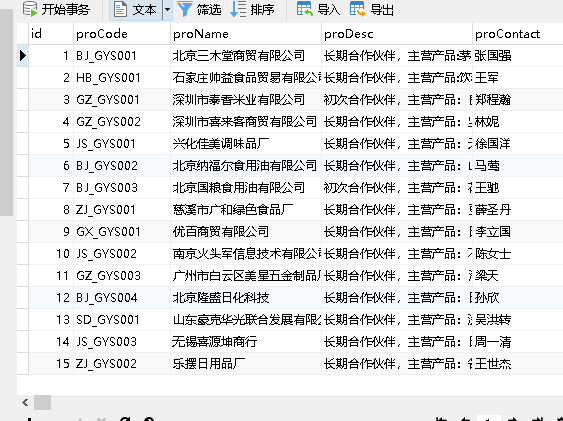 开始事务 文本 筛选 排序 导入 导出
id proCode proName proDesc proContact
1 BJ_GYS001 北京三木堂商贸有限公司 长期合作伙伴，主营产品:茅 张国强
2 HB_GYS001 石家庄帅益食品贸易有限公司 长期合作伙伴，主营产品:饮 王军
3 GZ_GYS001 深圳市泰香米业有限公司 初次合作伙伴，主营产品： 郑程瀚
4 GZ_GYS002 深圳市喜来客商贸有限公司 长期合作伙伴，主营产品： 林妮
5 JS_GYS001 兴化佳美调味品厂 长期合作伙伴，主营产品： 徐国洋
6 BJ_GYS002 北京纳福尔食用油有限公司 长期合作伙伴，主营产品： 马莺
7 BJ_GYS003 北京国粮食用油有限公司 初次合作伙伴，主营产品： 王驰
8 ZJ_GYS001 慈溪市广和绿色食品厂 长期合作伙伴，主营产品： 薛圣丹
9 GX_GYS001 优百商贸有限公司 长期合作伙伴，主营产品： 李立国
10 JS_GYS002 南京火头军信息技术有限公司 长期合作伙伴，主营产品： 陈女士
11 GZ_GYS003 广州市白云区美星五金制品厂 长期合作伙伴，主营产品： 梁天
12 BJ_GYS004 北京隆盛日化科技 长期合作伙伴，主营产品： 孙欣
13 SD_GYS001 山东豪克华光联合发展有限公 长期合作伙伴，主营产品： 吴洪转
14 JS_GYS003 无锡喜源坤商行 长期合作伙伴，主营产品： 周一清
15 ZJ_GYS002 乐摆日用品厂 长期合作伙伴，主营产品： 王世杰